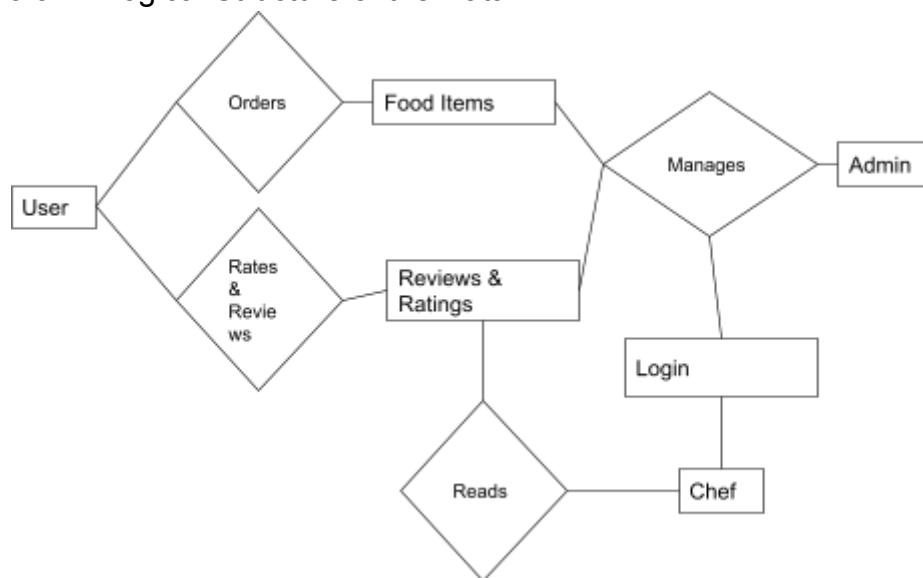 Orders
Food Items
Manages
Admin
User
Rates
&
Revie
ws
Reviews &
Ratings
Login
Reads
Chef